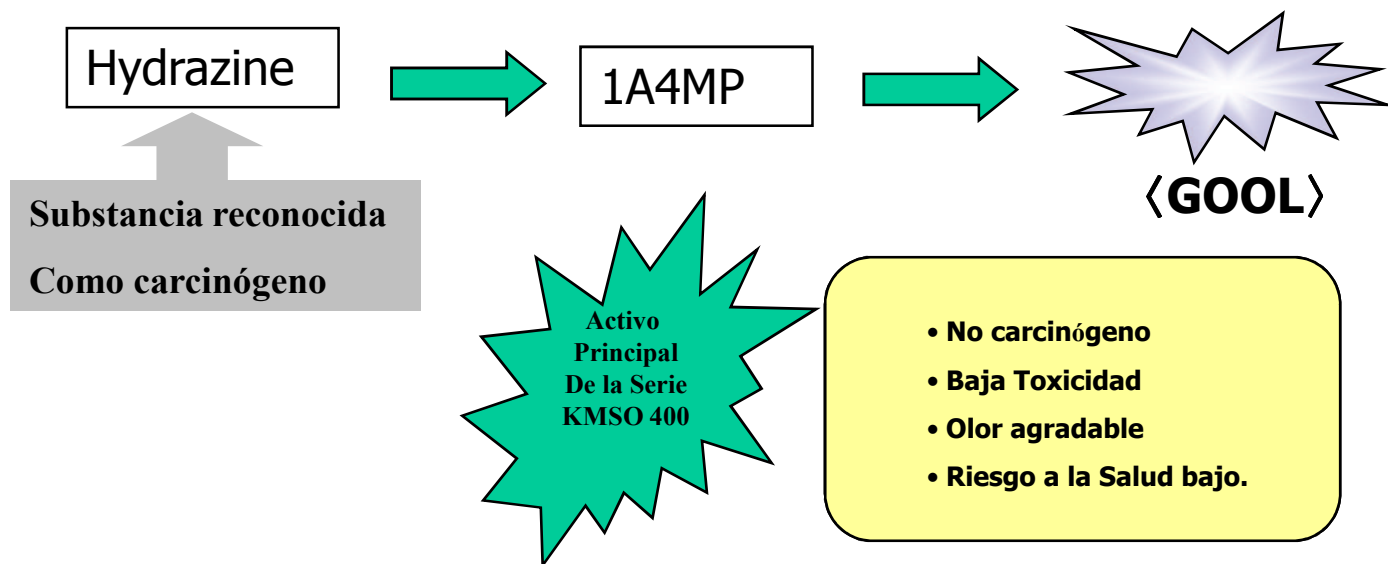 Hydrazine
1A4MP
〈GOOL〉
Substancia reconocida
Como carcinógeno
Activo
Principal
De la Serie
KMSO 400
• No carcinógeno
• Baja Toxicidad
• Olor agradable
• Riesgo a la Salud bajo.